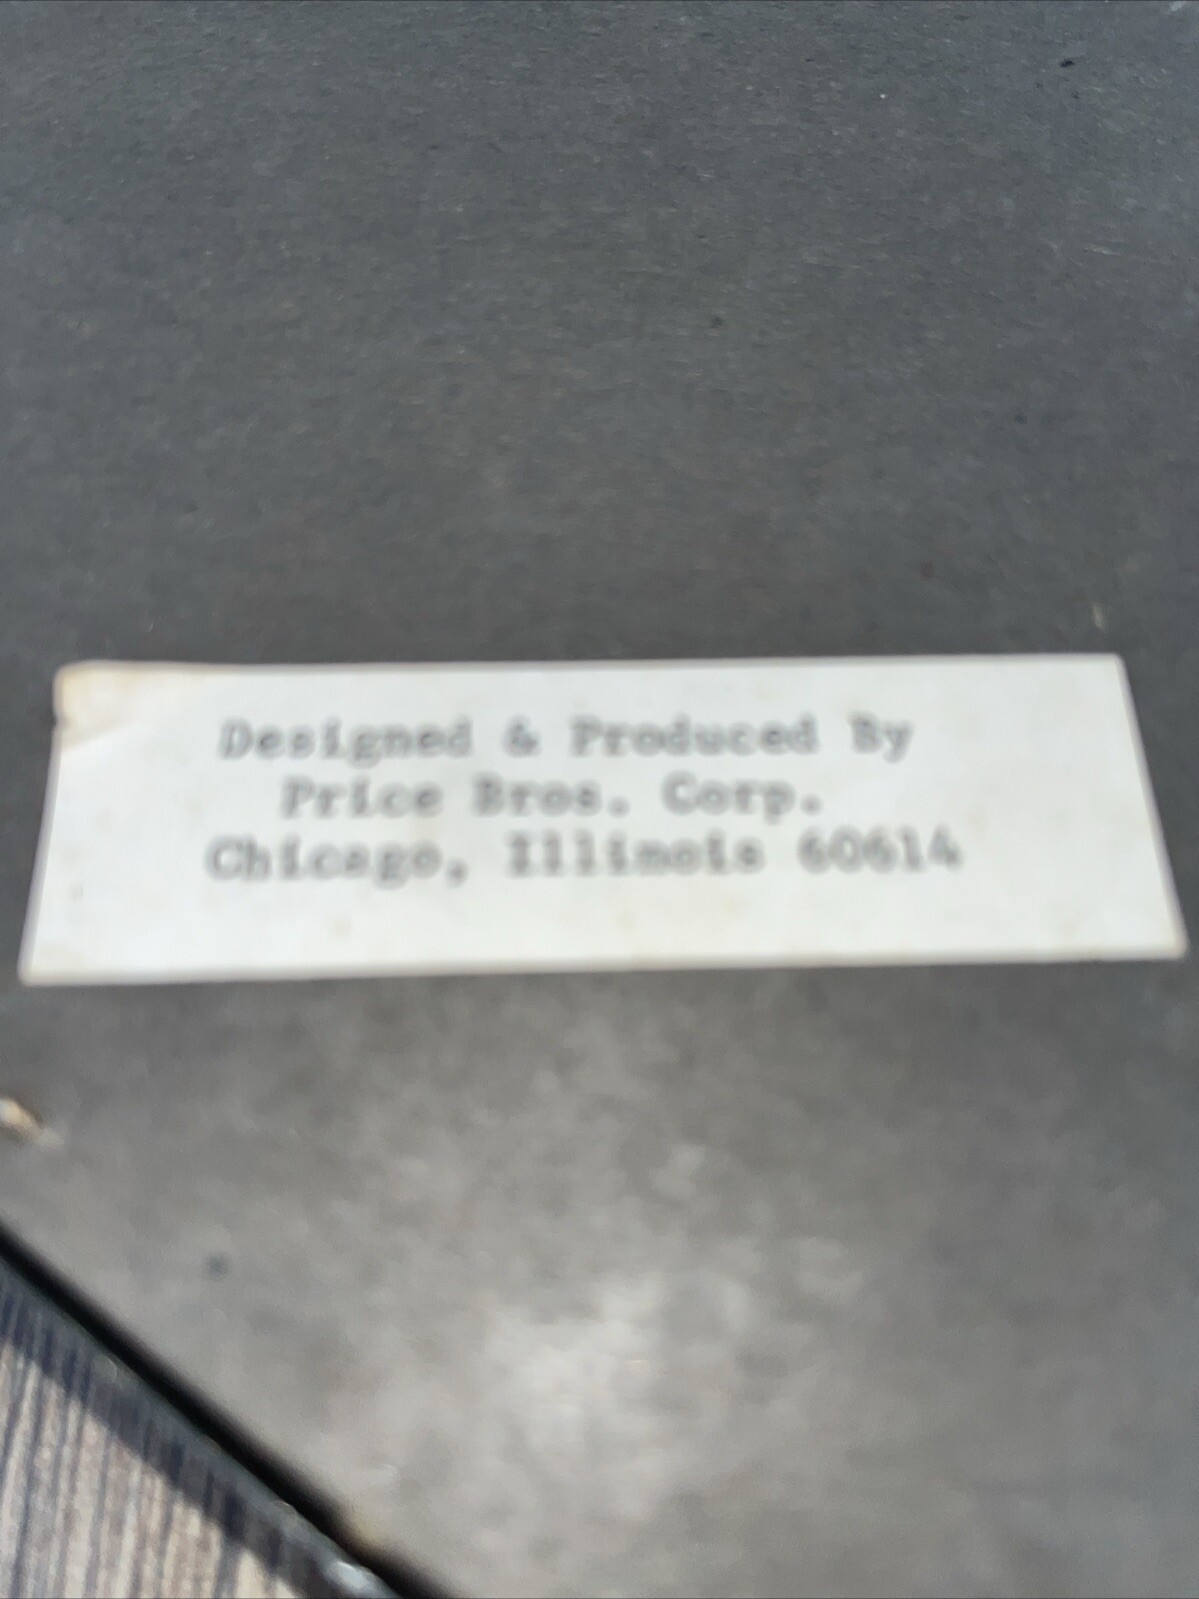 Designed & Produced By
Price Bros. Corp.
Chicago, Illinois 60614